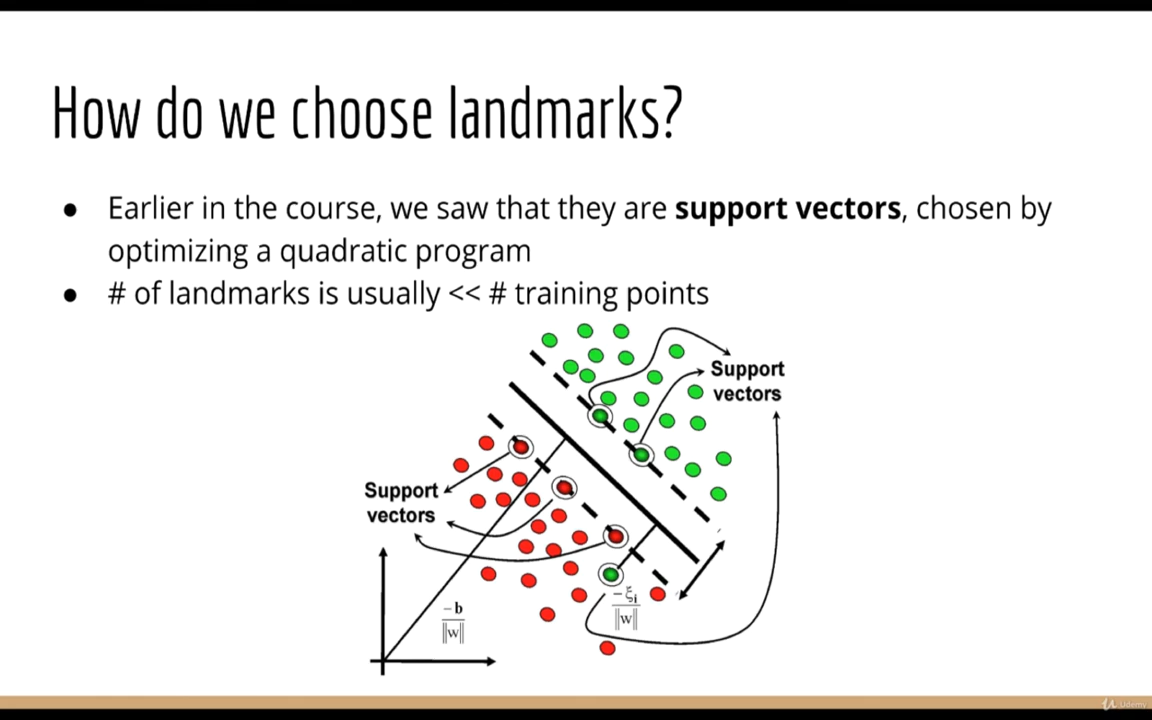 How do we choose landmarks?
● Earlier in the course, we saw that they are support vectors, chosen by
optimizing a quadratic program
● # of landmarks is usually << # training points
Support
vectors
Support
vectors
-b
‖w‖
-ξi
‖w‖
Udemy